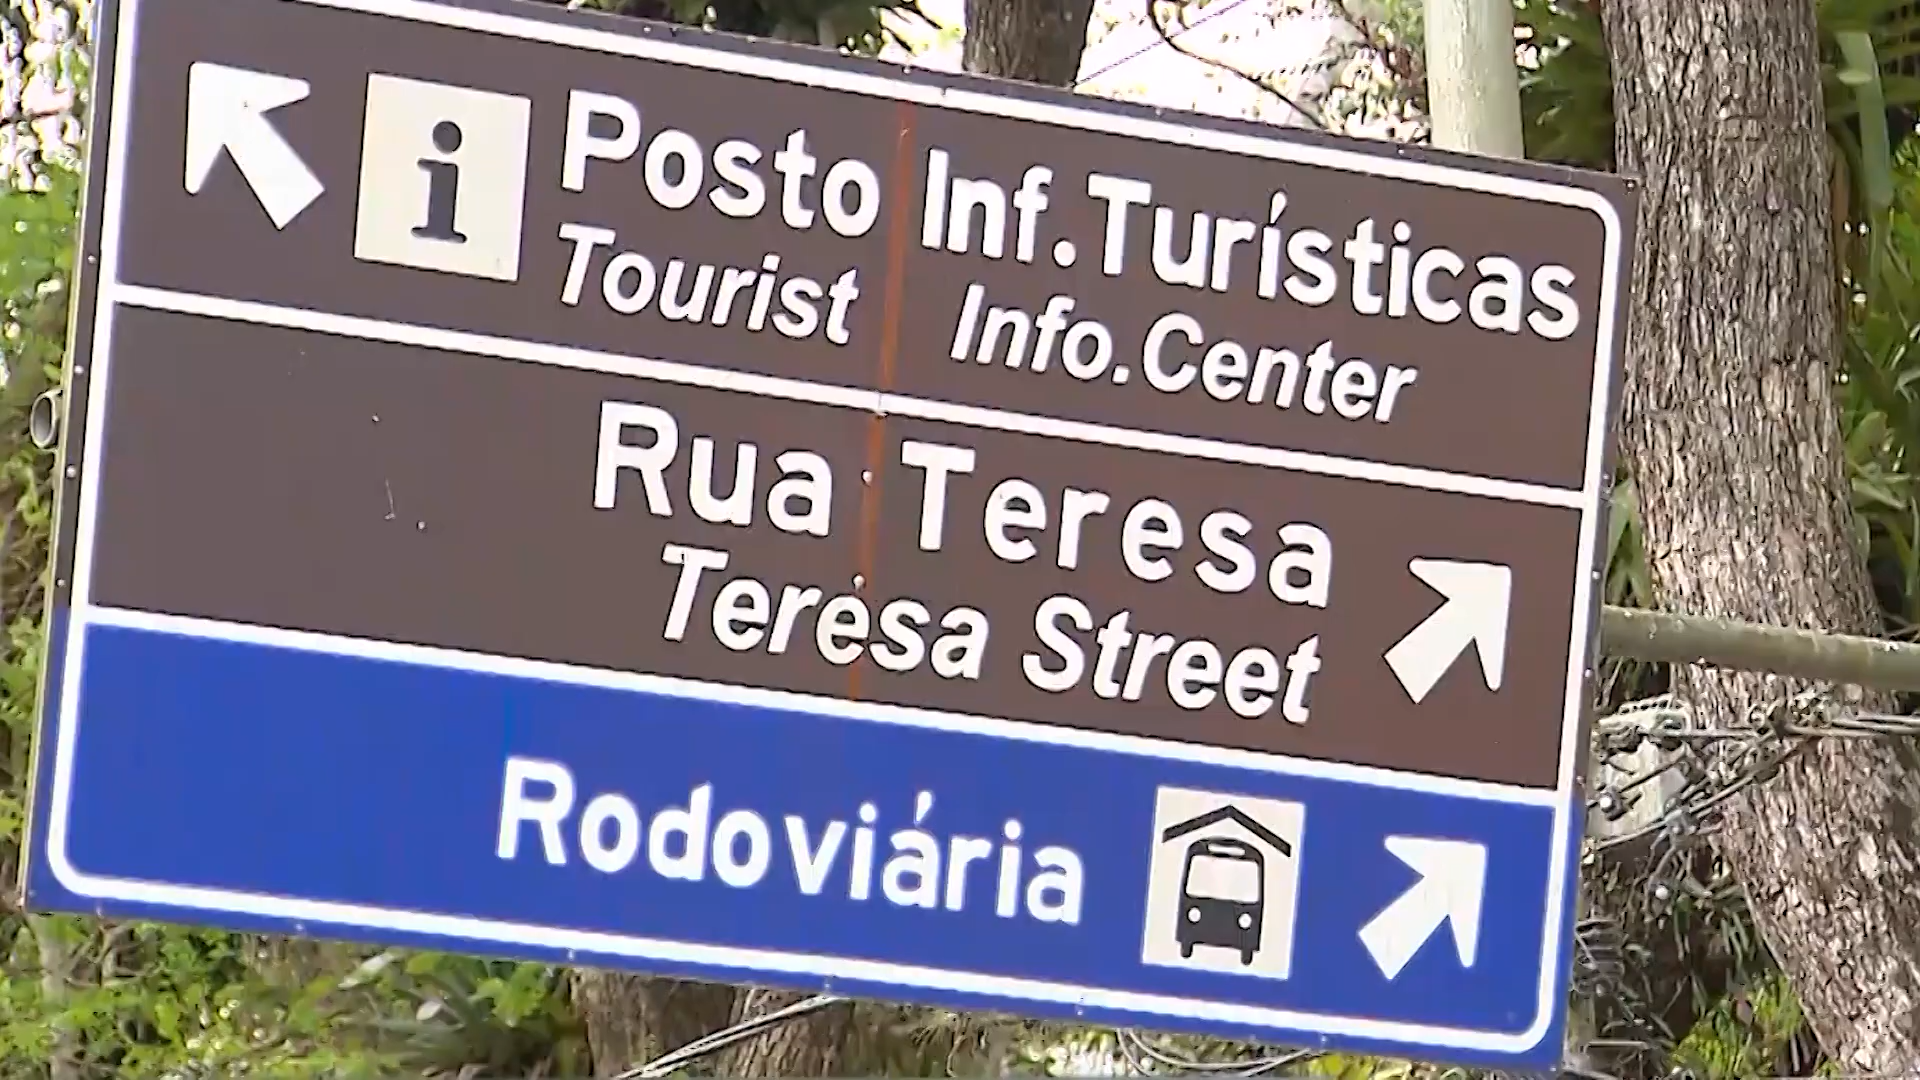 i
Posto Inf.Turísticas
Tourist Info.Center
Rua Teresa
Teresa Street
Rodoviária